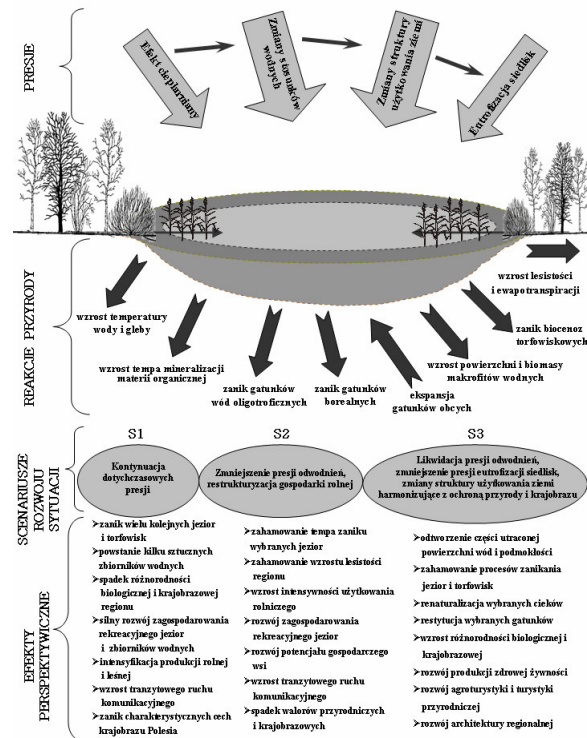 PRESJE
Efekt cieplarniany
Zmiany stosunków
wodnych
Zmiany struktury
użytkowania ziemi
Eutrofizacja siedlisk
REAKCJE PRZYRODY
wzrost lesistości
i ewapotranspiracji
wzrost temperatury
wody i gleby
zanik biocenoz
torfowiskowych
wzrost tempa mineralizacji
materii organicznej
zanik gatunków
wód oligotroficznych
zanik gatunków
borealnych
ekspansja
gatunków obcych
wzrost powierzchni i biomasy
makrofitów wodnych
SCENARIUSZE
ROZWOJU
SYTUACJI
S1
Kontynuacja
dotychczasowych
presji
S2
Zmniejszenie presji odwodnień,
restrukturyzacja gospodarki rolnej
S3
Likwidacja presji odwodnień,
zmniejszenie presji eutrofizacji siedlisk,
zmiany struktury użytkowania ziemi
harmonizujące z ochroną przyrody i krajobrazu
EFEKTY
PERSPEKTYWICZNE
➤zanik wielu kolejnych jezior
i torfowisk
➤powstanie kilku sztucznych
zbiorników wodnych
➤spadek różnorodności
biologicznej i krajobrazowej
regionu
➤silny rozwój zagospodarowania
rekreacyjnego jezior
i zbiorników wodnych
➤intensyfikacja produkcji rolnej
i leśnej
➤wzrost tranzytowego ruchu
komunikacyjnego
➤zanik charakterystycznych cech
krajobrazu Polesia
➤zahamowanie tempa zaniku
wybranych jezior
➤zahamowanie wzrostu lesistości
regionu
➤wzrost intensywności użytkowania
rolniczego
➤rozwój zagospodarowania
rekreacyjnego jezior
➤rozwój potencjału gospodarczego
wsi
➤wzrost tranzytowego ruchu
komunikacyjnego
➤spadek walorów przyrodniczych
i krajobrazowych
➤odtworzenie części utraconej
powierzchni wód i podmokłości
➤zahamowanie procesów zanikania
jezior i torfowisk
➤renaturalizacja wybranych cieków
➤restytucja wybranych gatunków
➤wzrost różnorodności biologicznej i
krajobrazowej
➤rozwój produkcji zdrowej żywności
➤rozwój agroturystyki i turystyki
przyrodniczej
➤rozwój architektury regionalnej